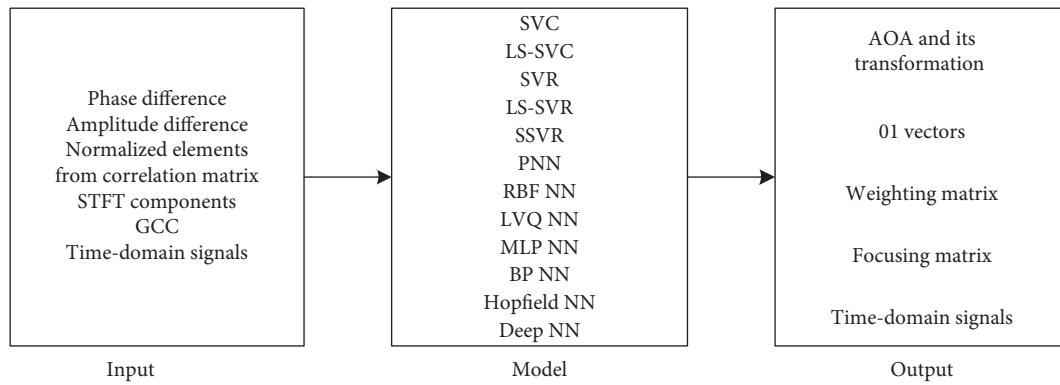 Phase difference
Amplitude difference
Normalized elements
from correlation matrix
STFT components
GCC
Time-domain signals
Input
SVC
LS-SVC
SVR
LS-SVR
SSVR
PNN
RBF NN
LVQ NN
MLP NN
BP NN
Hopfield NN
Deep NN
Model
AOA and its
transformation
01 vectors
Weighting matrix
Focusing matrix
Time-domain signals
Output